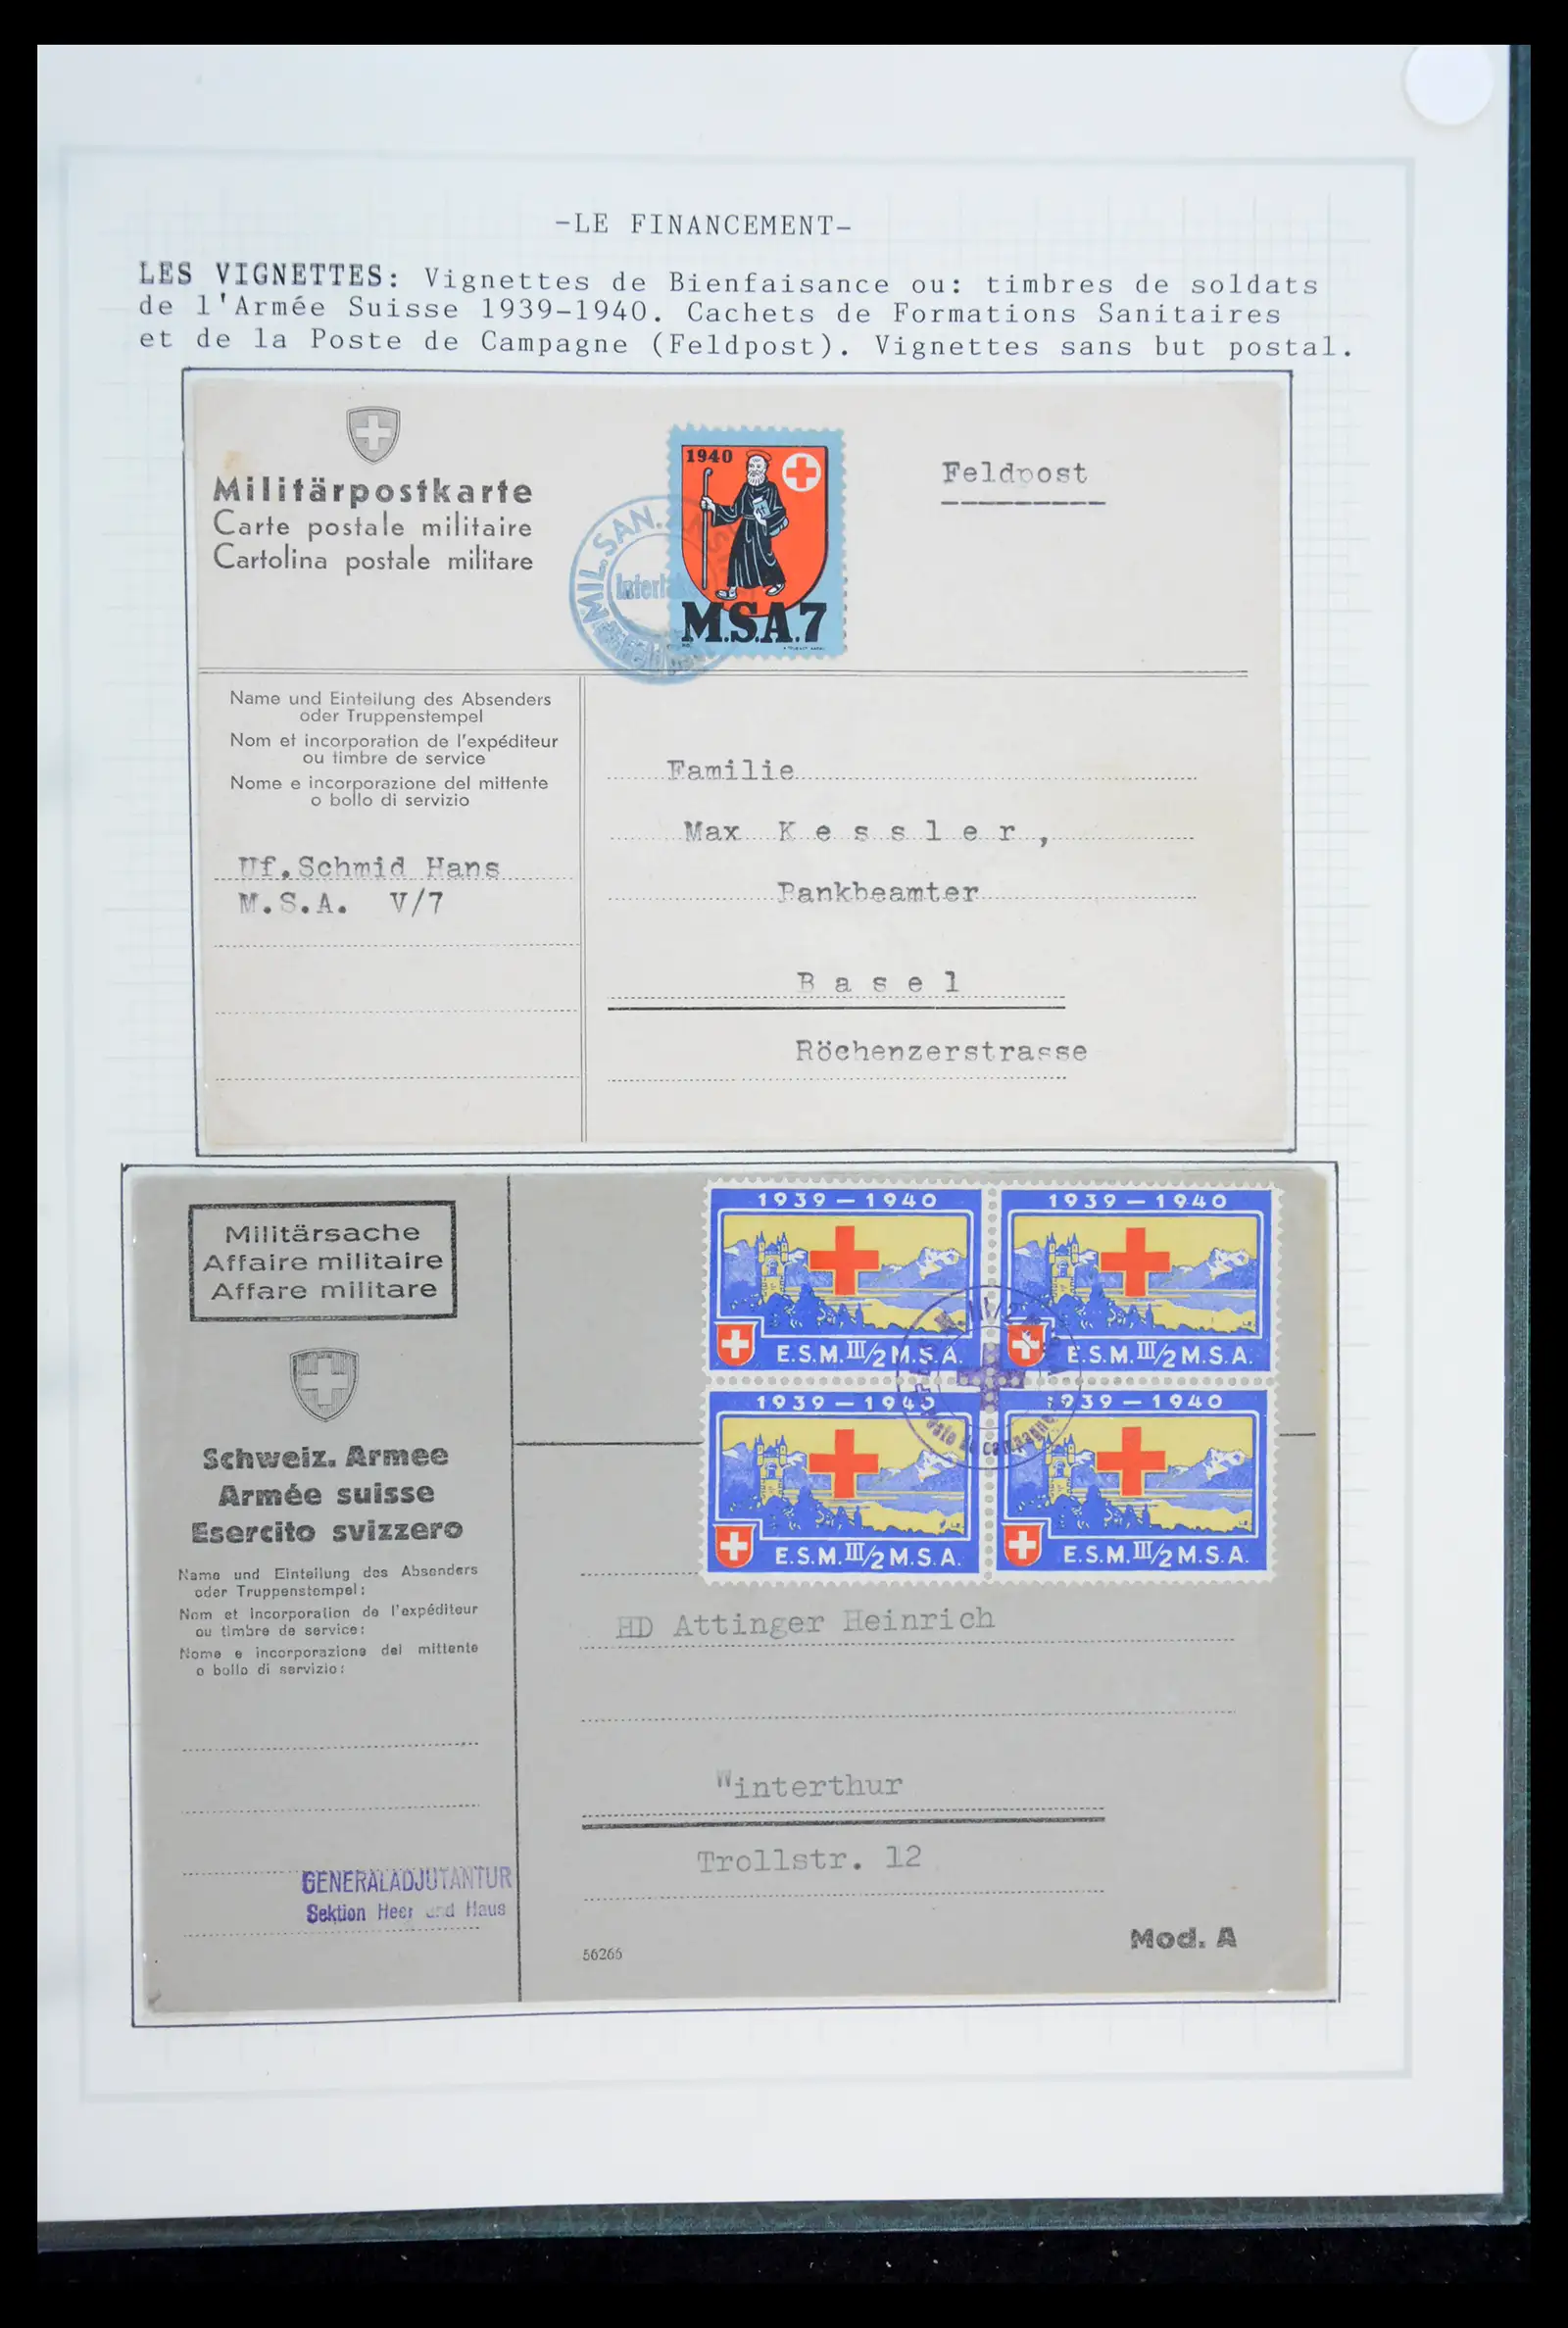 -LE FINANCEMENT-
LES VIGNETTES: Vignettes de Bienfaisance ou: timbres de soldats
de l'Armée Suisse 1939-1940. Cachets de Formations Sanitaires
et de la Poste de Campagne (Feldpost). Vignettes sans but postal.
Militärpostkarte
Carte postale militaire
Cartolina postale militare
MIL.SAN.
1940
M.S.A.7
Feldpost
Name und Einteilung des Absenders
oder Truppenstempel
Nom et incorporation de l'expéditeur
ou timbre de service
Nome e incorporazione del mittente
o bollo di servizio
Uf.Schmid Hans
M.S.A. V/7
Familie
Max Kessler,
Bankbeamter
Basel
Röchenzerstrasse
Militärsache
Affaire militaire
Affare militare
Schweiz. Armee
Armée suisse
Esercito svizzero
Name und Einteilung des Absenders
oder Truppenstempel:
Nom et incorporation de l'expéditeur
ou timbre de service:
Nome e incorporazione del mittente
o bollo di servizio:
GENERALADJUTANTUR
Sektion Heer und Haus
1939-1940
E.S.M. III/2 M.S.A.
1939-1940
E.S.M. III/2 M.S.A.
1939-1940
E.S.M. III/2 M.S.A.
1939-1940
E.S.M. III/2 M.S.A.
Poste de campagne
HD Attinger Heinrich
Winterthur
Trollstr. 12
56266
Mod. A